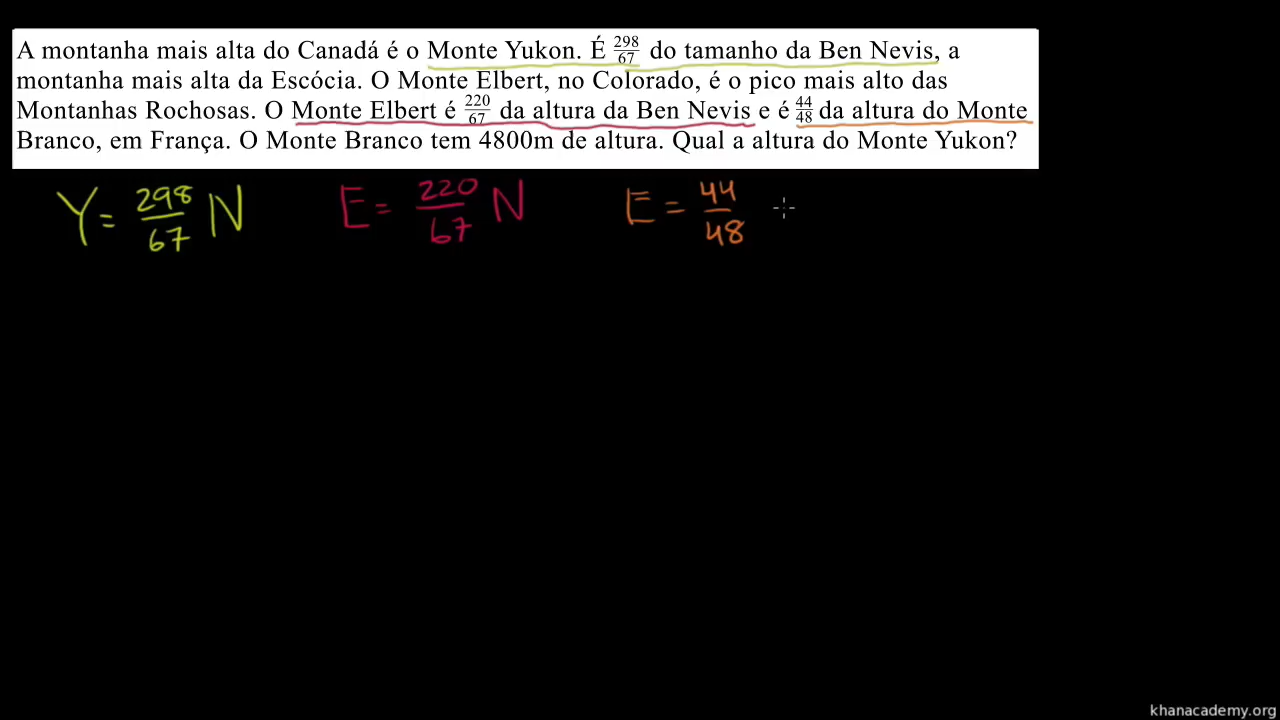 A montanha mais alta do Canadá é o Monte Yukon. É 298/67 do tamanho da Ben Nevis, a
montanha mais alta da Escócia. O Monte Elbert, no Colorado, é o pico mais alto das
Montanhas Rochosas. O Monte Elbert é 220/67 da altura da Ben Nevis e é 44/48 da altura do Monte
Branco, em França. O Monte Branco tem 4800m de altura. Qual a altura do Monte Yukon?
Y = 298/67 N E = 220/67 N E = 44/48
khanacademy.org